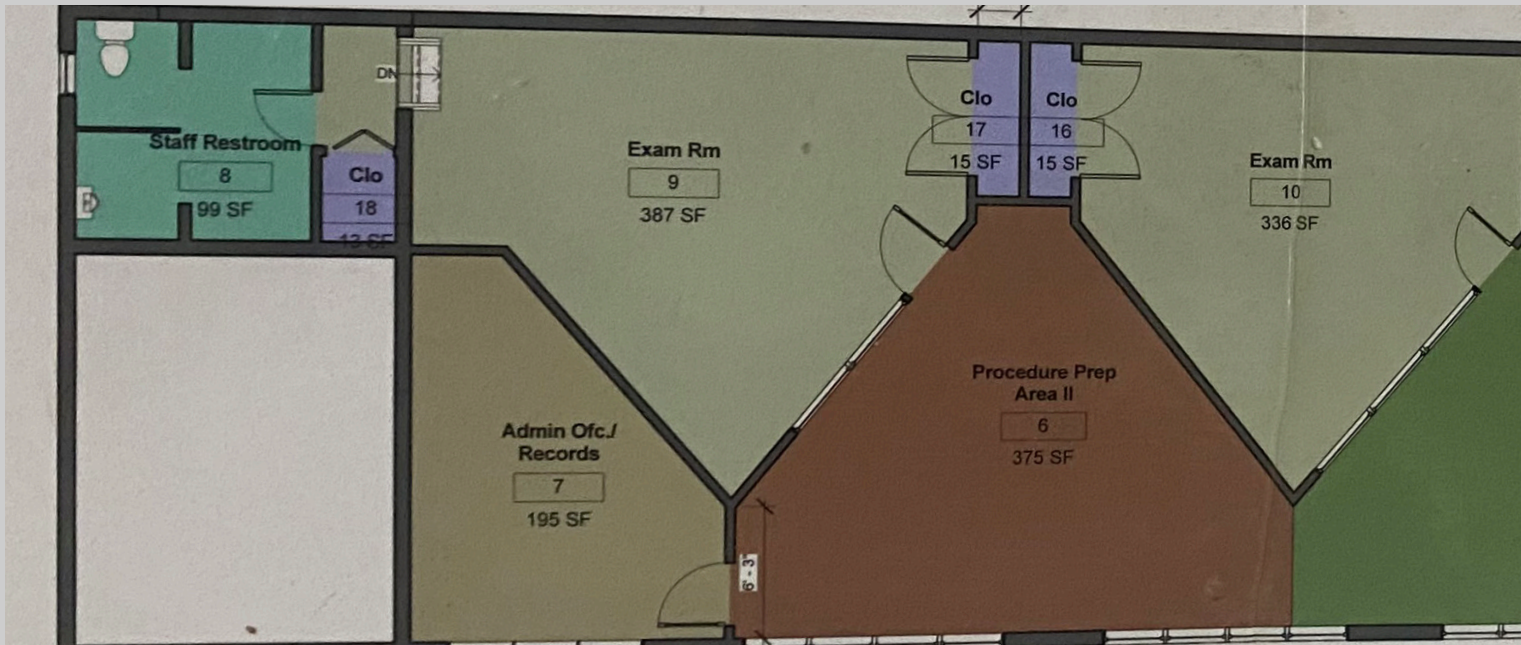 DN
Staff Restroom
8
99 SF
Clo
18
13 SF
Exam Rm
9
387 SF
Clo
17
15 SF
Clo
16
15 SF
Exam Rm
10
336 SF
Admin Ofc./
Records
7
195 SF
Procedure Prep
Area II
6
375 SF
6' - 3"